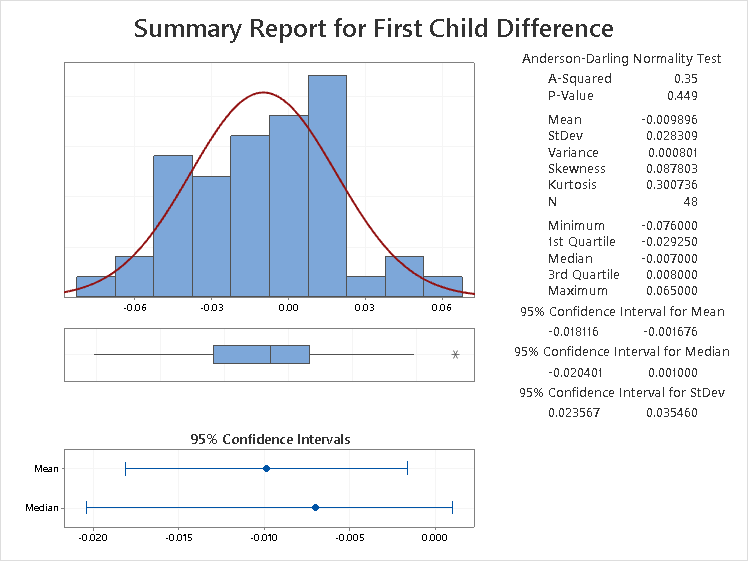 Summary Report for First Child Difference
Anderson-Darling Normality Test
A-Squared 0.35
P-Value 0.449
Mean -0.009896
StDev 0.028309
Variance 0.000801
Skewness 0.087803
Kurtosis 0.300736
N 48
Minimum -0.076000
1st Quartile -0.029250
Median -0.007000
3rd Quartile 0.008000
Maximum 0.065000
95% Confidence Interval for Mean
-0.018116 -0.001676
95% Confidence Interval for Median
-0.020401 0.001000
95% Confidence Interval for StDev
0.023567 0.035460
-0.06 -0.03 0.00 0.03 0.06
95% Confidence Intervals
Mean
Median
-0.020 -0.015 -0.010 -0.005 0.000